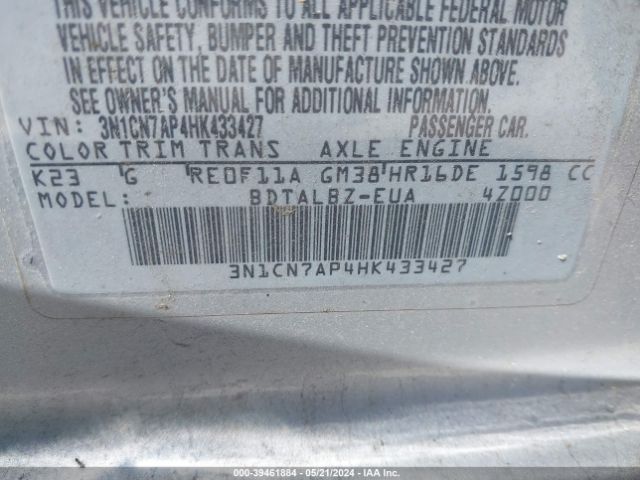 THIS VEHICLE CONFORMS TO ALL APPLICABLE FEDERAL MOTOR
VEHICLE SAFETY, BUMPER AND THEFT PREVENTION STANDARDS
IN EFFECT ON THE DATE OF MANUFACTURE SHOWN ABOVE.
SEE OWNER'S MANUAL FOR ADDITIONAL INFORMATION.
VIN: 3N1CN7AP4HK433427 PASSENGER CAR.
COLOR TRIM TRANS AXLE ENGINE
K23 G RE0F11A GM38 HR16DE 1598 CC
MODEL: BDTALBZ-EUA 4Z000
3N1CN7AP4HK433427
000-39461884 | 05/21/2024 | IAA Inc.